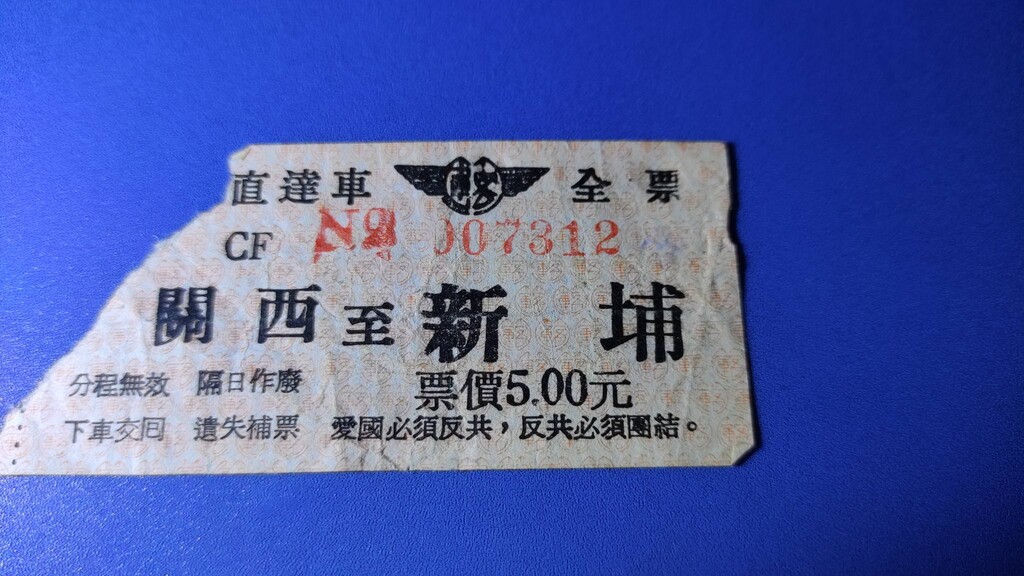 直達車 全票
CF No 007312
關西至新埔
分程無效 隔日作廢 票價5.00元
下車交回 遺失補票 愛國必須反共，反共必須團結。